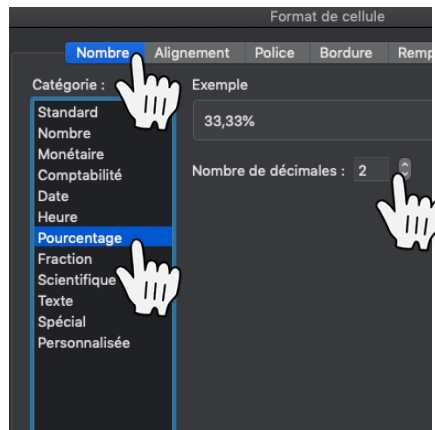 Format de cellule
Nombre Alignement Police Bordure
Catégorie :
Exemple
Standard
Nombre
Monétaire
Comptabilité
Date
Heure
Pourcentage
Fraction
Scientifique
Texte
Spécial
Personnalisée
33,33%
Nombre de décimales : 2